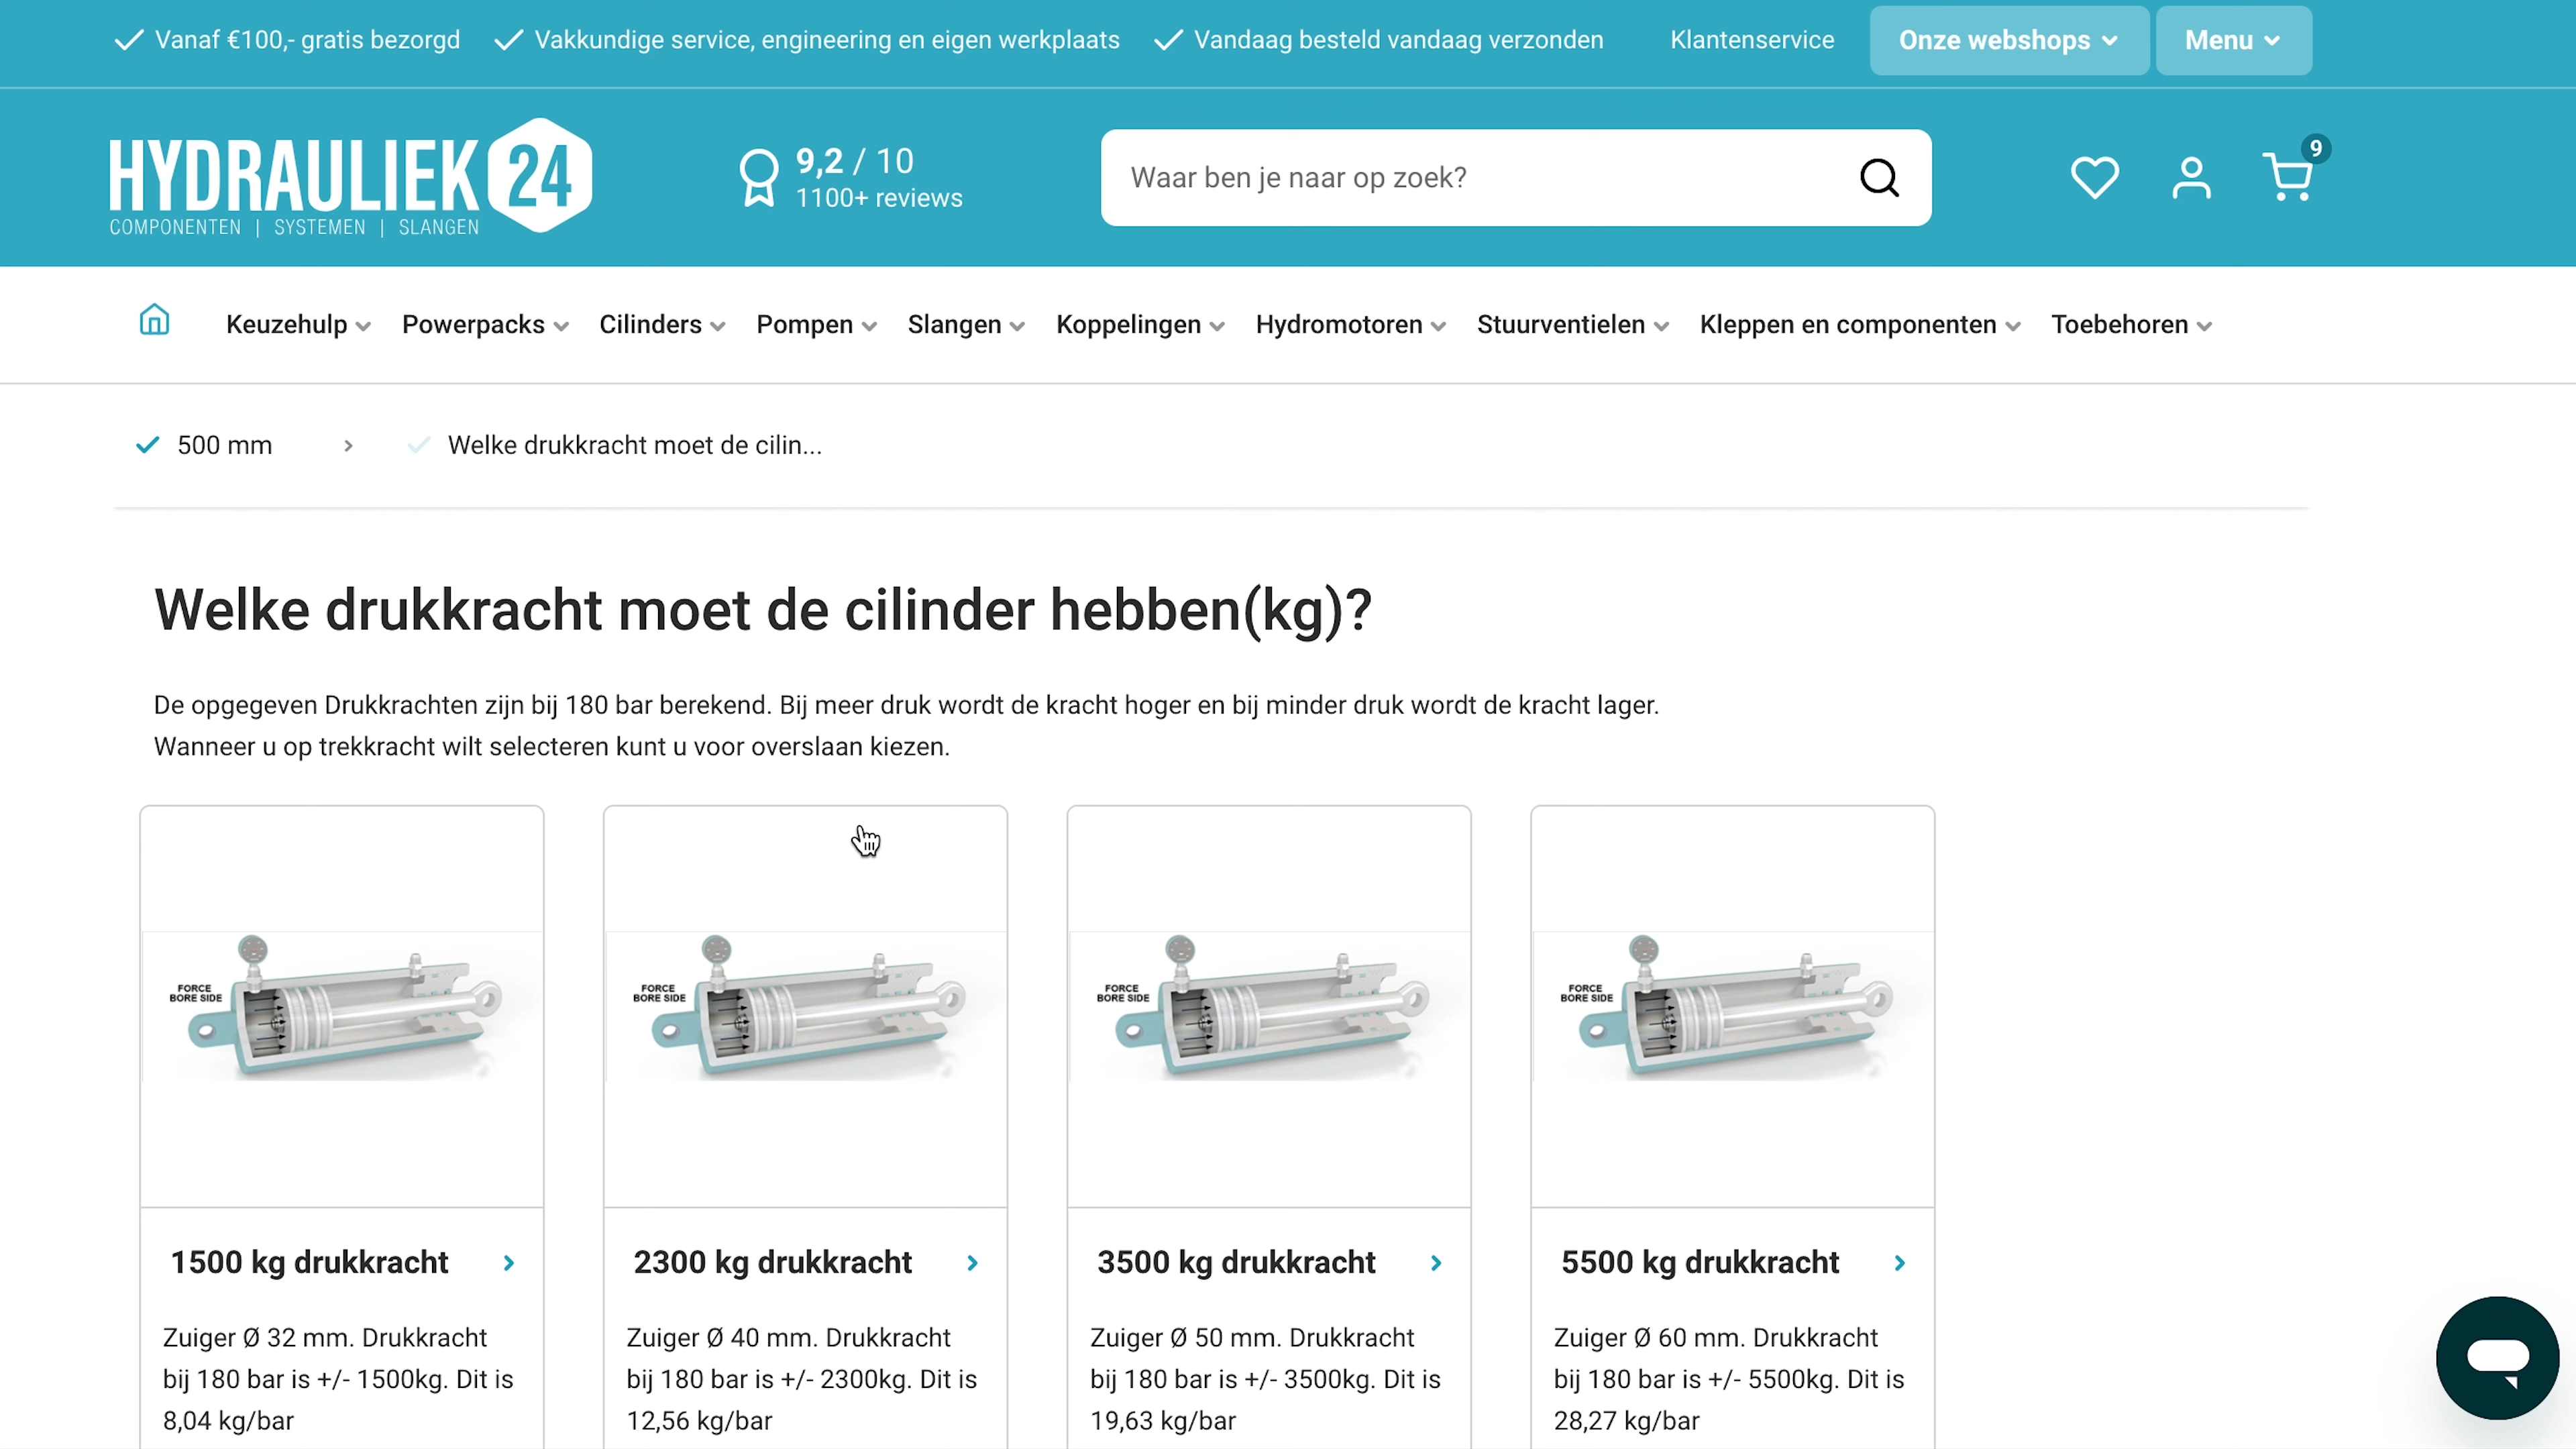 Vanaf €100,- gratis bezorgd
Vakkundige service, engineering en eigen werkplaats
Vandaag besteld vandaag verzonden
Klantenservice
Onze webshops
Menu
HYDRAULIEK 24
COMPONENTEN | SYSTEMEN | SLANGEN
9,2 / 10
1100+ reviews
Waar ben je naar op zoek?
9
Keuzehulp
Powerpacks
Cilinders
Pompen
Slangen
Koppelingen
Hydromotoren
Stuurventielen
Kleppen en componenten
Toebehoren
500 mm
Welke drukkracht moet de cilin...
Welke drukkracht moet de cilinder hebben(kg)?
De opgegeven Drukkrachten zijn bij 180 bar berekend. Bij meer druk wordt de kracht hoger en bij minder druk wordt de kracht lager.
Wanneer u op trekkracht wilt selecteren kunt u voor overslaan kiezen.
FORCE
BORE SIDE
1500 kg drukkracht
Zuiger Ø 32 mm. Drukkracht
bij 180 bar is +/- 1500kg. Dit is
8,04 kg/bar
FORCE
BORE SIDE
2300 kg drukkracht
Zuiger Ø 40 mm. Drukkracht
bij 180 bar is +/- 2300kg. Dit is
12,56 kg/bar
FORCE
BORE SIDE
3500 kg drukkracht
Zuiger Ø 50 mm. Drukkracht
bij 180 bar is +/- 3500kg. Dit is
19,63 kg/bar
FORCE
BORE SIDE
5500 kg drukkracht
Zuiger Ø 60 mm. Drukkracht
bij 180 bar is +/- 5500kg. Dit is
28,27 kg/bar